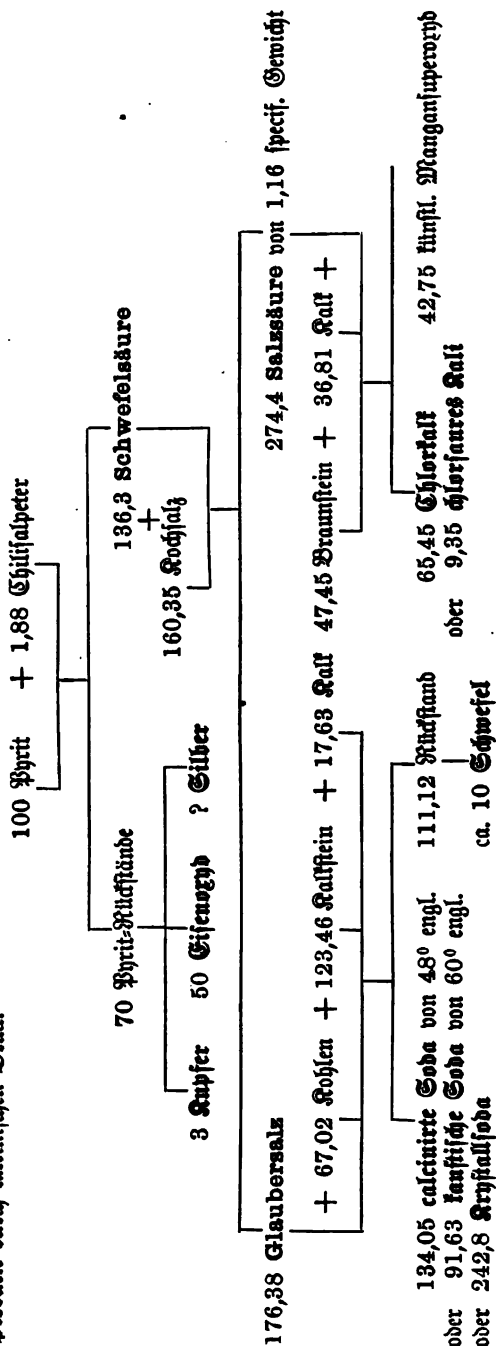 100 Pyrit + 1,88 Chilisalpeter
70 Pyrit=Rückstände
136,3 Schwefelsäure
+
160,35 Kochsalz
3 Kupfer 50 Eisenoxyd ? Silber
176,38 Glaubersalz
274,4 Salzsäure von 1,16 specif. Gewicht
+ 67,02 Kohlen + 123,46 Kalkstein + 17,63 Kalk
47,45 Braunstein + 36,81 Kalk +
134,05 calcinirte Soda von 48⁰ engl.
oder 91,63 kaustische Soda von 60⁰ engl.
oder 242,8 Krystallsoda
111,12 Rückstand
ca. 10 Schwefel
65,45 Chlorkalk
oder 9,35 chlorsaures Kali
42,75 künstl. Mangansuperoxyd